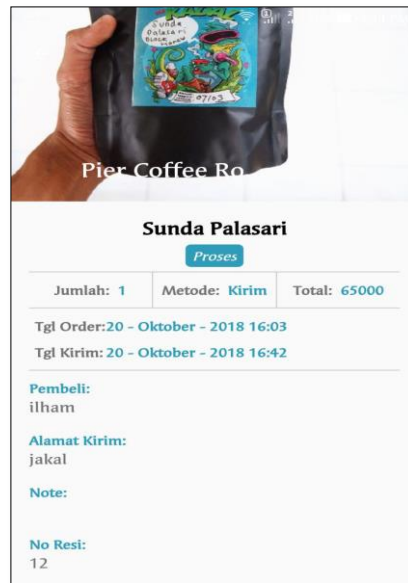 Sunda
Palasari
07/03
Pier Coffee Ro
Sunda Palasari
Proses
Jumlah: 1
Metode: Kirim
Total: 65000
Tgl Order:20 - Oktober - 2018 16:03
Tgl Kirim: 20 - Oktober - 2018 16:42
Pembeli:
ilham
Alamat Kirim:
jakal
Note:
No Resi:
12